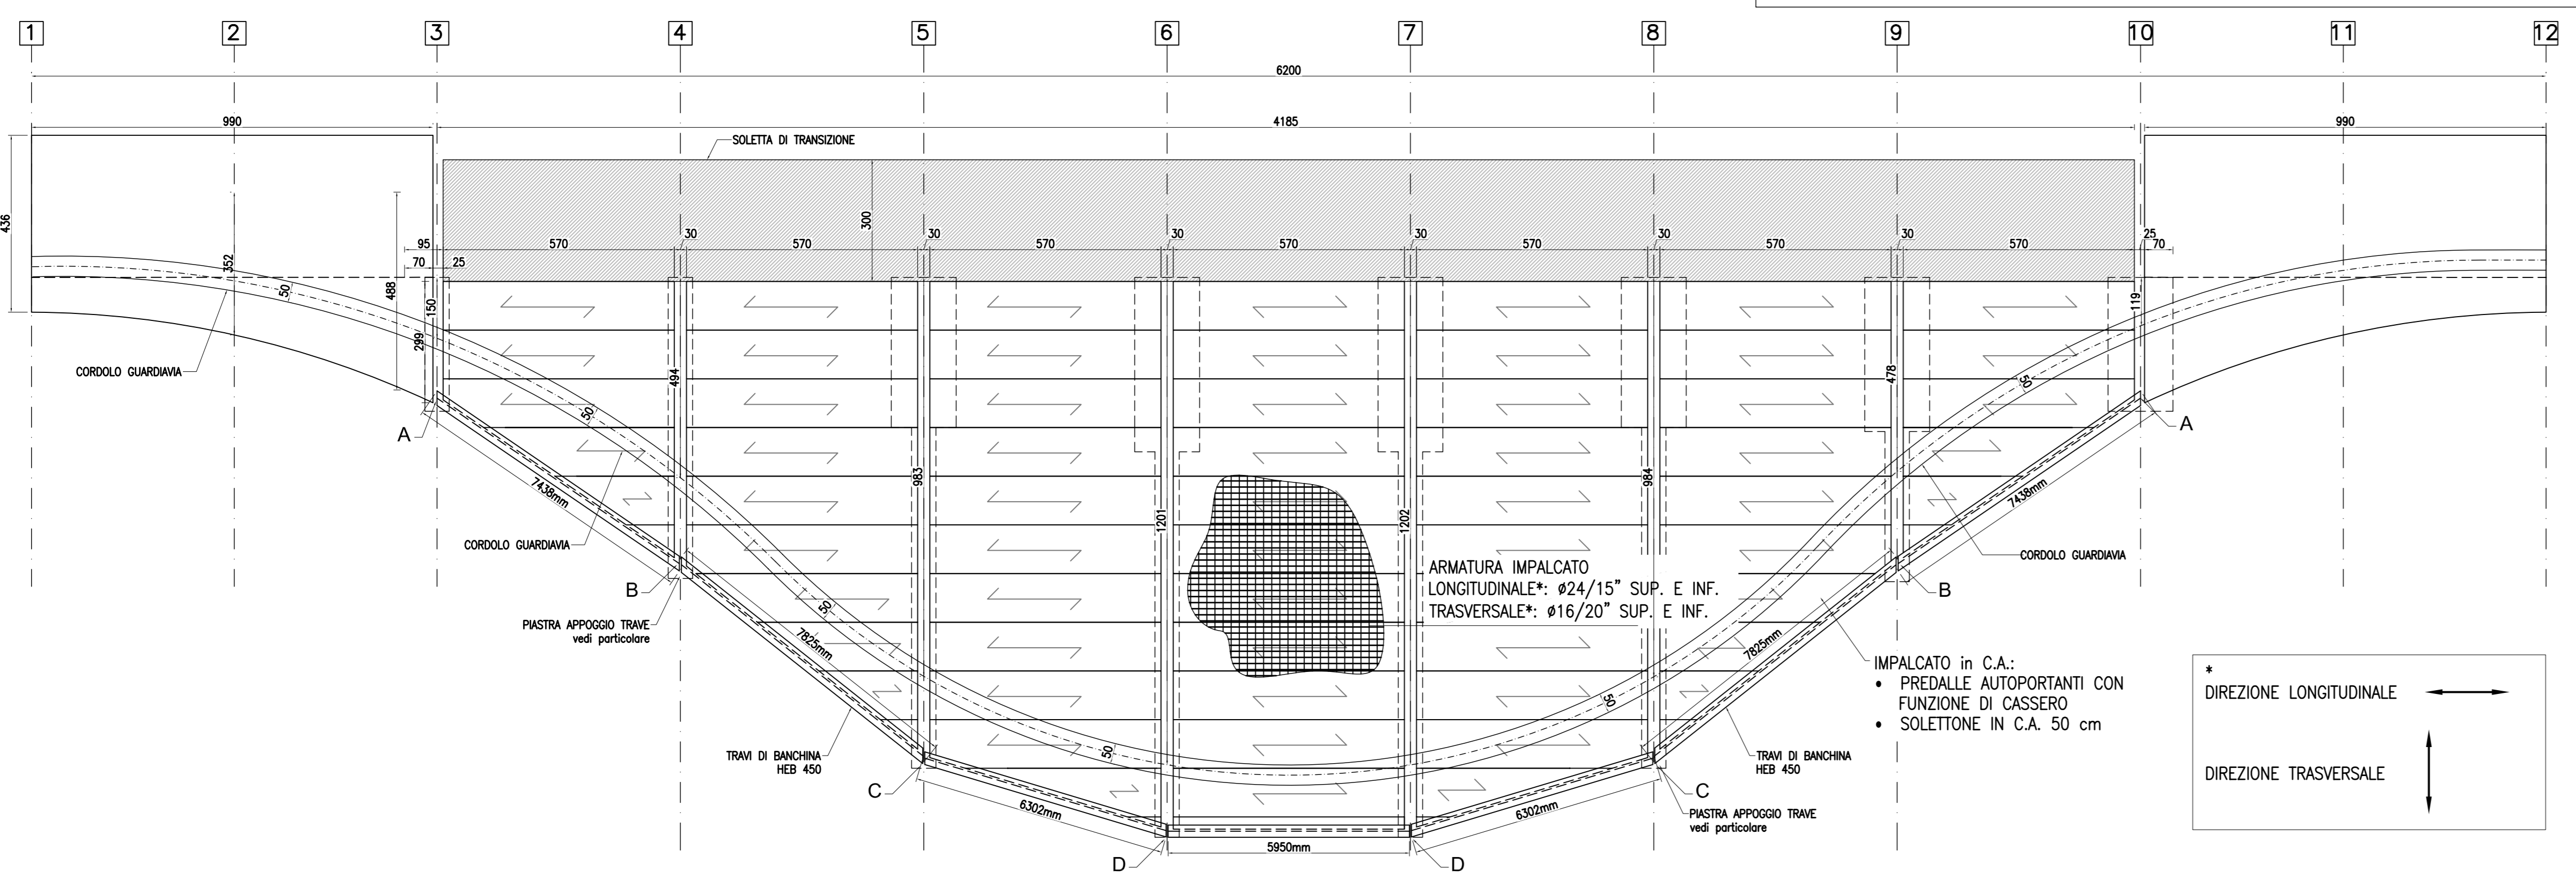 1 2 3 4 5 6 7 8 9 10 11 12
6200
990 4185 990
SOLETTA DI TRANSIZIONE
436
352
488
300
95 570 30 570 30 570 30 570 30 570 30 570 30 570 25
70 25 70
50
150
299
119
CORDOLO GUARDIAVIA
494
478
50
50
A
A
983
984
1201
1202
7438mm
7438mm
CORDOLO GUARDIAVIA
CORDOLO GUARDIAVIA
ARMATURA IMPALCATO
LONGITUDINALE*: ø24/15" SUP. E INF.
TRASVERSALE*: ø16/20" SUP. E INF.
B
B
50
PIASTRA APPOGGIO TRAVE
vedi particolare
7825mm
7825mm
IMPALCATO in C.A.:
• PREDALLE AUTOPORTANTI CON
FUNZIONE DI CASSERO
• SOLETTONE IN C.A. 50 cm
*
DIREZIONE LONGITUDINALE
DIREZIONE TRASVERSALE
50
50
TRAVI DI BANCHINA
HEB 450
TRAVI DI BANCHINA
HEB 450
C
C
6302mm
6302mm
PIASTRA APPOGGIO TRAVE
vedi particolare
5950mm
D
D